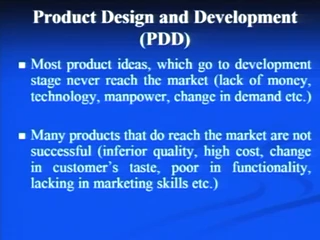 Product Design and Development
(PDD)
Most product ideas, which go to development
stage never reach the market (lack of money,
technology, manpower, change in demand etc.)
Many products that do reach the market are not
successful (inferior quality, high cost, change
in customer's taste, poor in functionality,
lacking in marketing skills etc.)